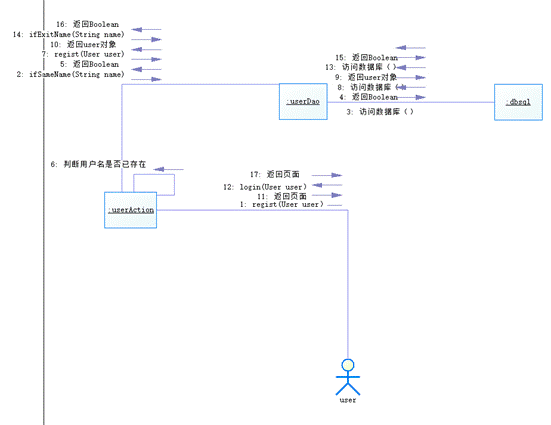 16: 返回Boolean
14: ifExitName(String name)
10: 返回user对象
7: regist(User user)
5: 返回Boolean
2: ifSameName(String name)
15: 返回Boolean
13: 访问数据库()
9: 返回user对象
8: 访问数据库(
4: 返回Boolean
3: 访问数据库()
:userDao
:dbsql
6: 判断用户名是否已存在
17: 返回页面
12: login(User user)
11: 返回页面
1: regist(User user)
:userAction
user